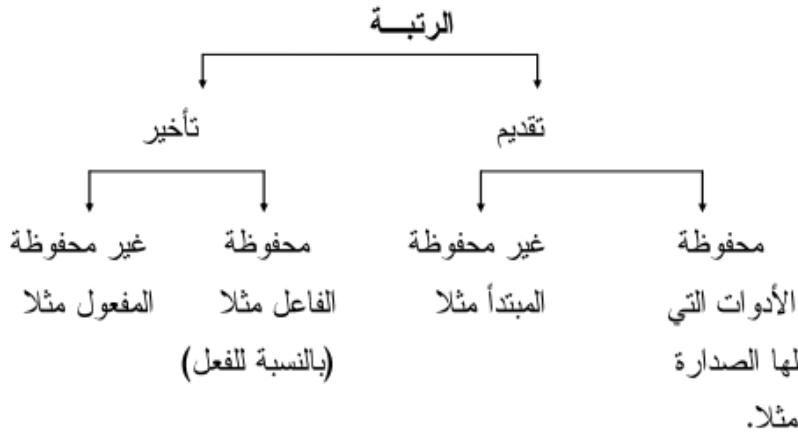 الرتبـــة
تقديم تأخير
محفوظة غير محفوظة محفوظة غير محفوظة
الأدوات التي المبتدأ مثلا الفاعل مثلا المفعول مثلا
لها الصدارة (بالنسبة للفعل)
مثلا.